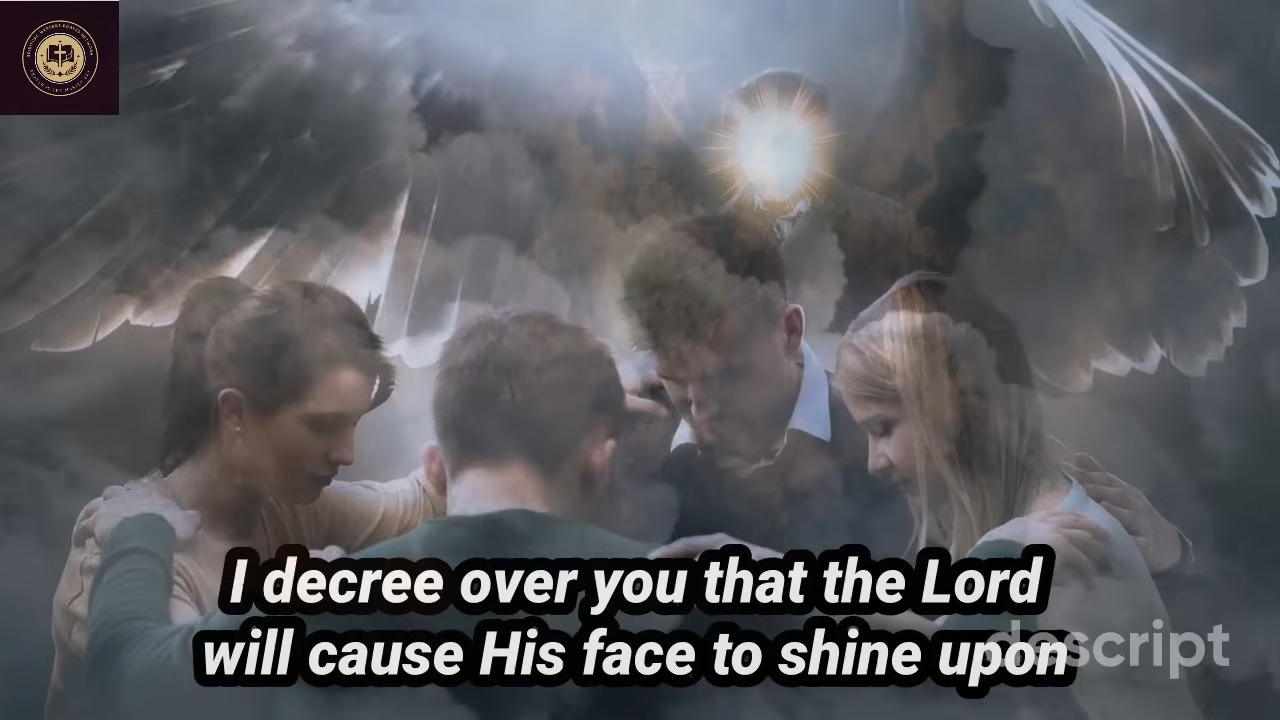 I decree over you that the Lord
will cause His face to shine upon
descript